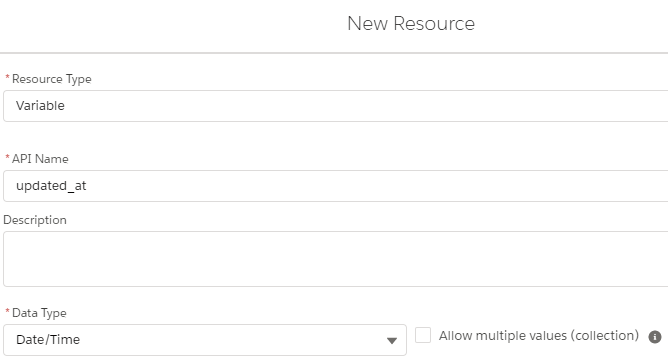 New Resource
* Resource Type
Variable
* API Name
updated_at
Description
* Data Type
Date/Time
Allow multiple values (collection)